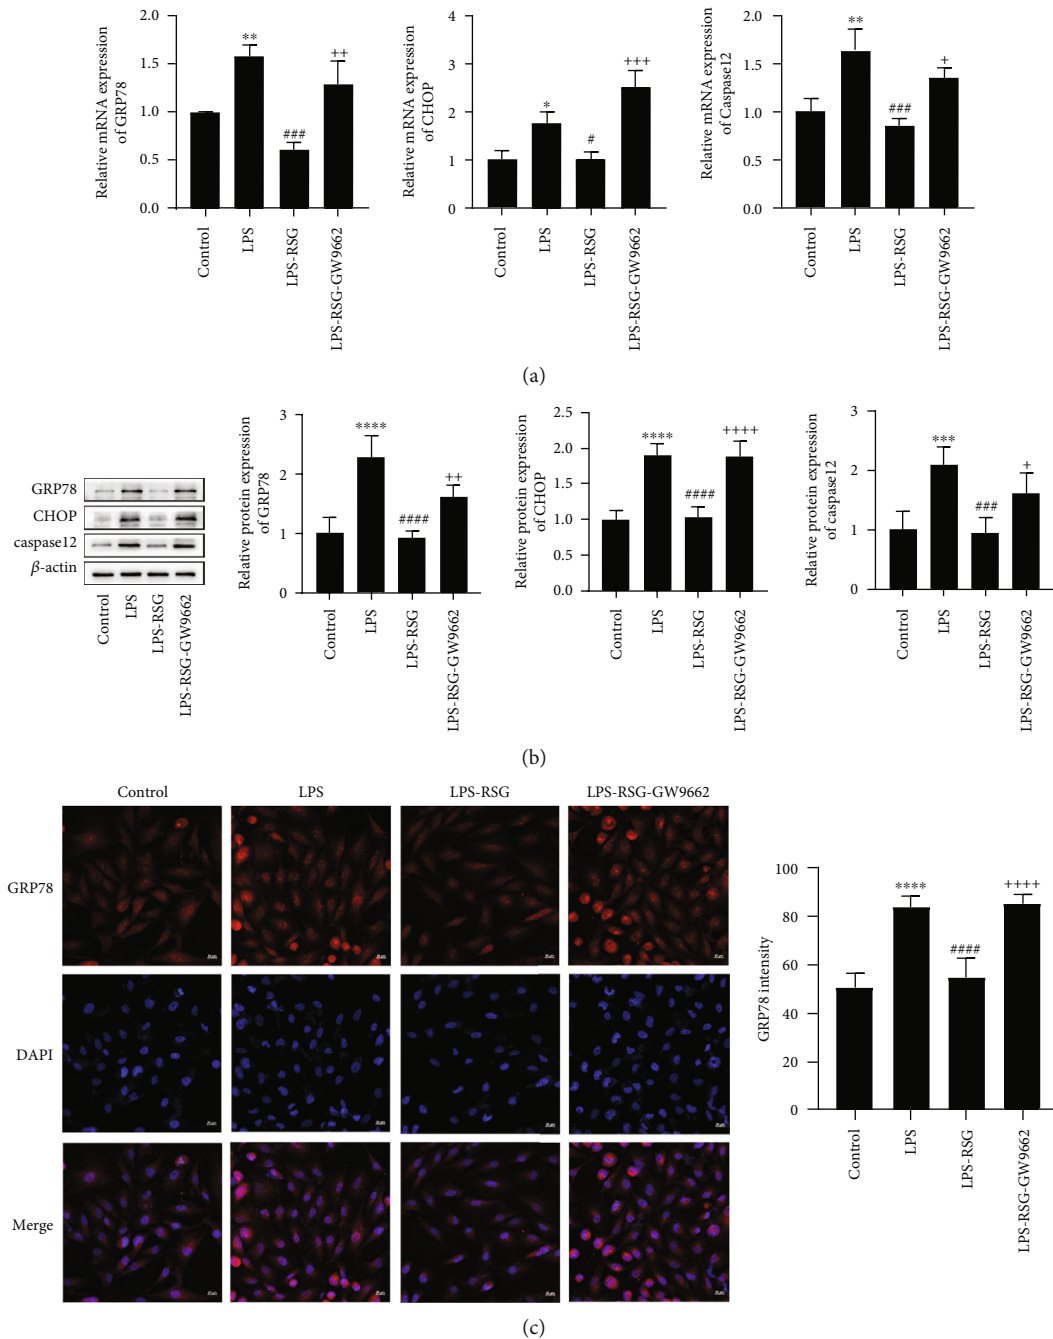 Relative mRNA expression
of GRP78
2.0
1.5
1.0
0.5
0.0
**
###
++
Control
LPS
LPS-RSG
LPS-RSG-GW9662
Relative mRNA expression
of CHOP
4
3
2
1
0
*
#
+++
Control
LPS
LPS-RSG
LPS-RSG-GW9662
Relative mRNA expression
of Caspase12
2.0
1.5
1.0
0.5
0.0
**
###
+
Control
LPS
LPS-RSG
LPS-RSG-GW9662
(a)
GRP78
CHOP
caspase12
β-actin
Control
LPS
LPS-RSG
LPS-RSG-GW9662
Relative protein expression
of GRP78
3
2
1
0
****
####
++
Control
LPS
LPS-RSG
LPS-RSG-GW9662
Relative protein expression
of CHOP
2.5
2.0
1.5
1.0
0.5
0.0
****
####
++++
Control
LPS
LPS-RSG
LPS-RSG-GW9662
Relative protein expression
of caspase12
3
2
1
0
***
###
+
Control
LPS
LPS-RSG
LPS-RSG-GW9662
(b)
Control LPS LPS-RSG LPS-RSG-GW9662
GRP78
DAPI
Merge
GRP78 intensity
100
80
60
40
20
0
****
####
++++
Control
LPS
LPS-RSG
LPS-RSG-GW9662
(c)